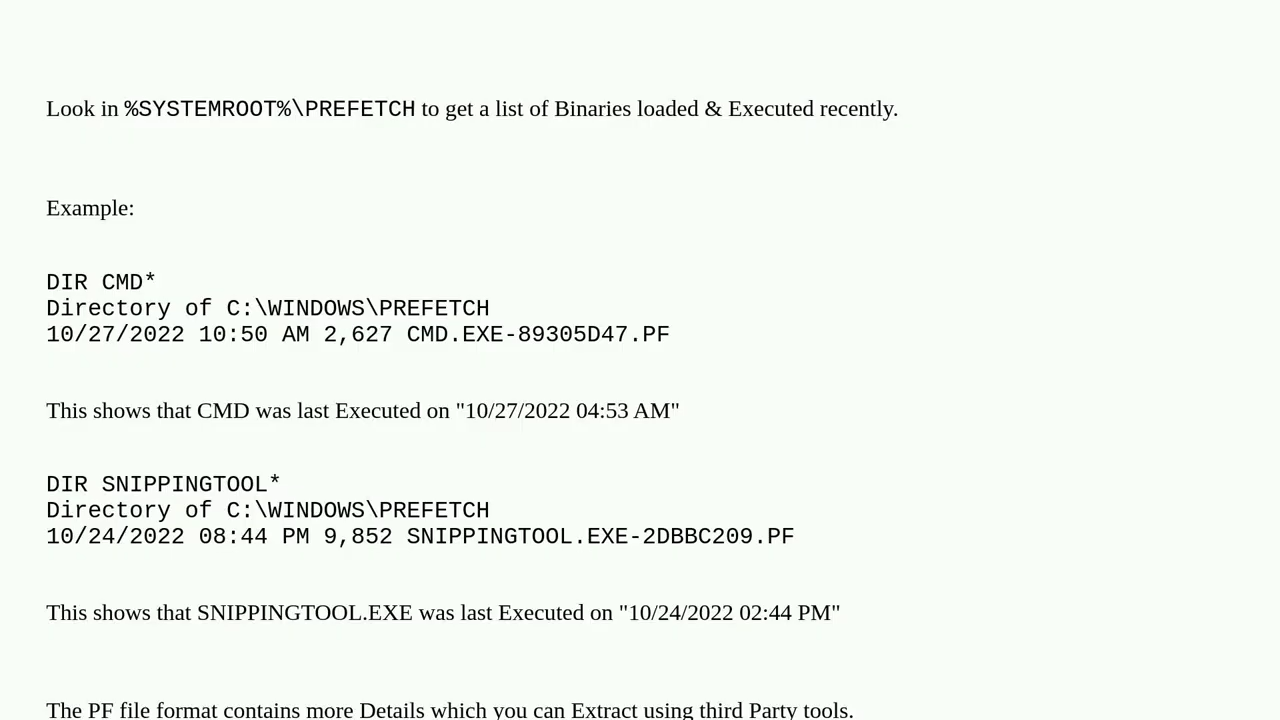 Look in %SYSTEMROOT%\PREFETCH to get a list of Binaries loaded & Executed recently.
Example:
DIR CMD*
Directory of C:\WINDOWS\PREFETCH
10/27/2022 10:50 AM 2,627 CMD.EXE-89305D47.PF
This shows that CMD was last Executed on "10/27/2022 04:53 AM"
DIR SNIPPINGTOOL*
Directory of C:\WINDOWS\PREFETCH
10/24/2022 08:44 PM 9,852 SNIPPINGTOOL.EXE-2DBBC209.PF
This shows that SNIPPINGTOOL.EXE was last Executed on "10/24/2022 02:44 PM"
The PF file format contains more Details which you can Extract using third Party tools.